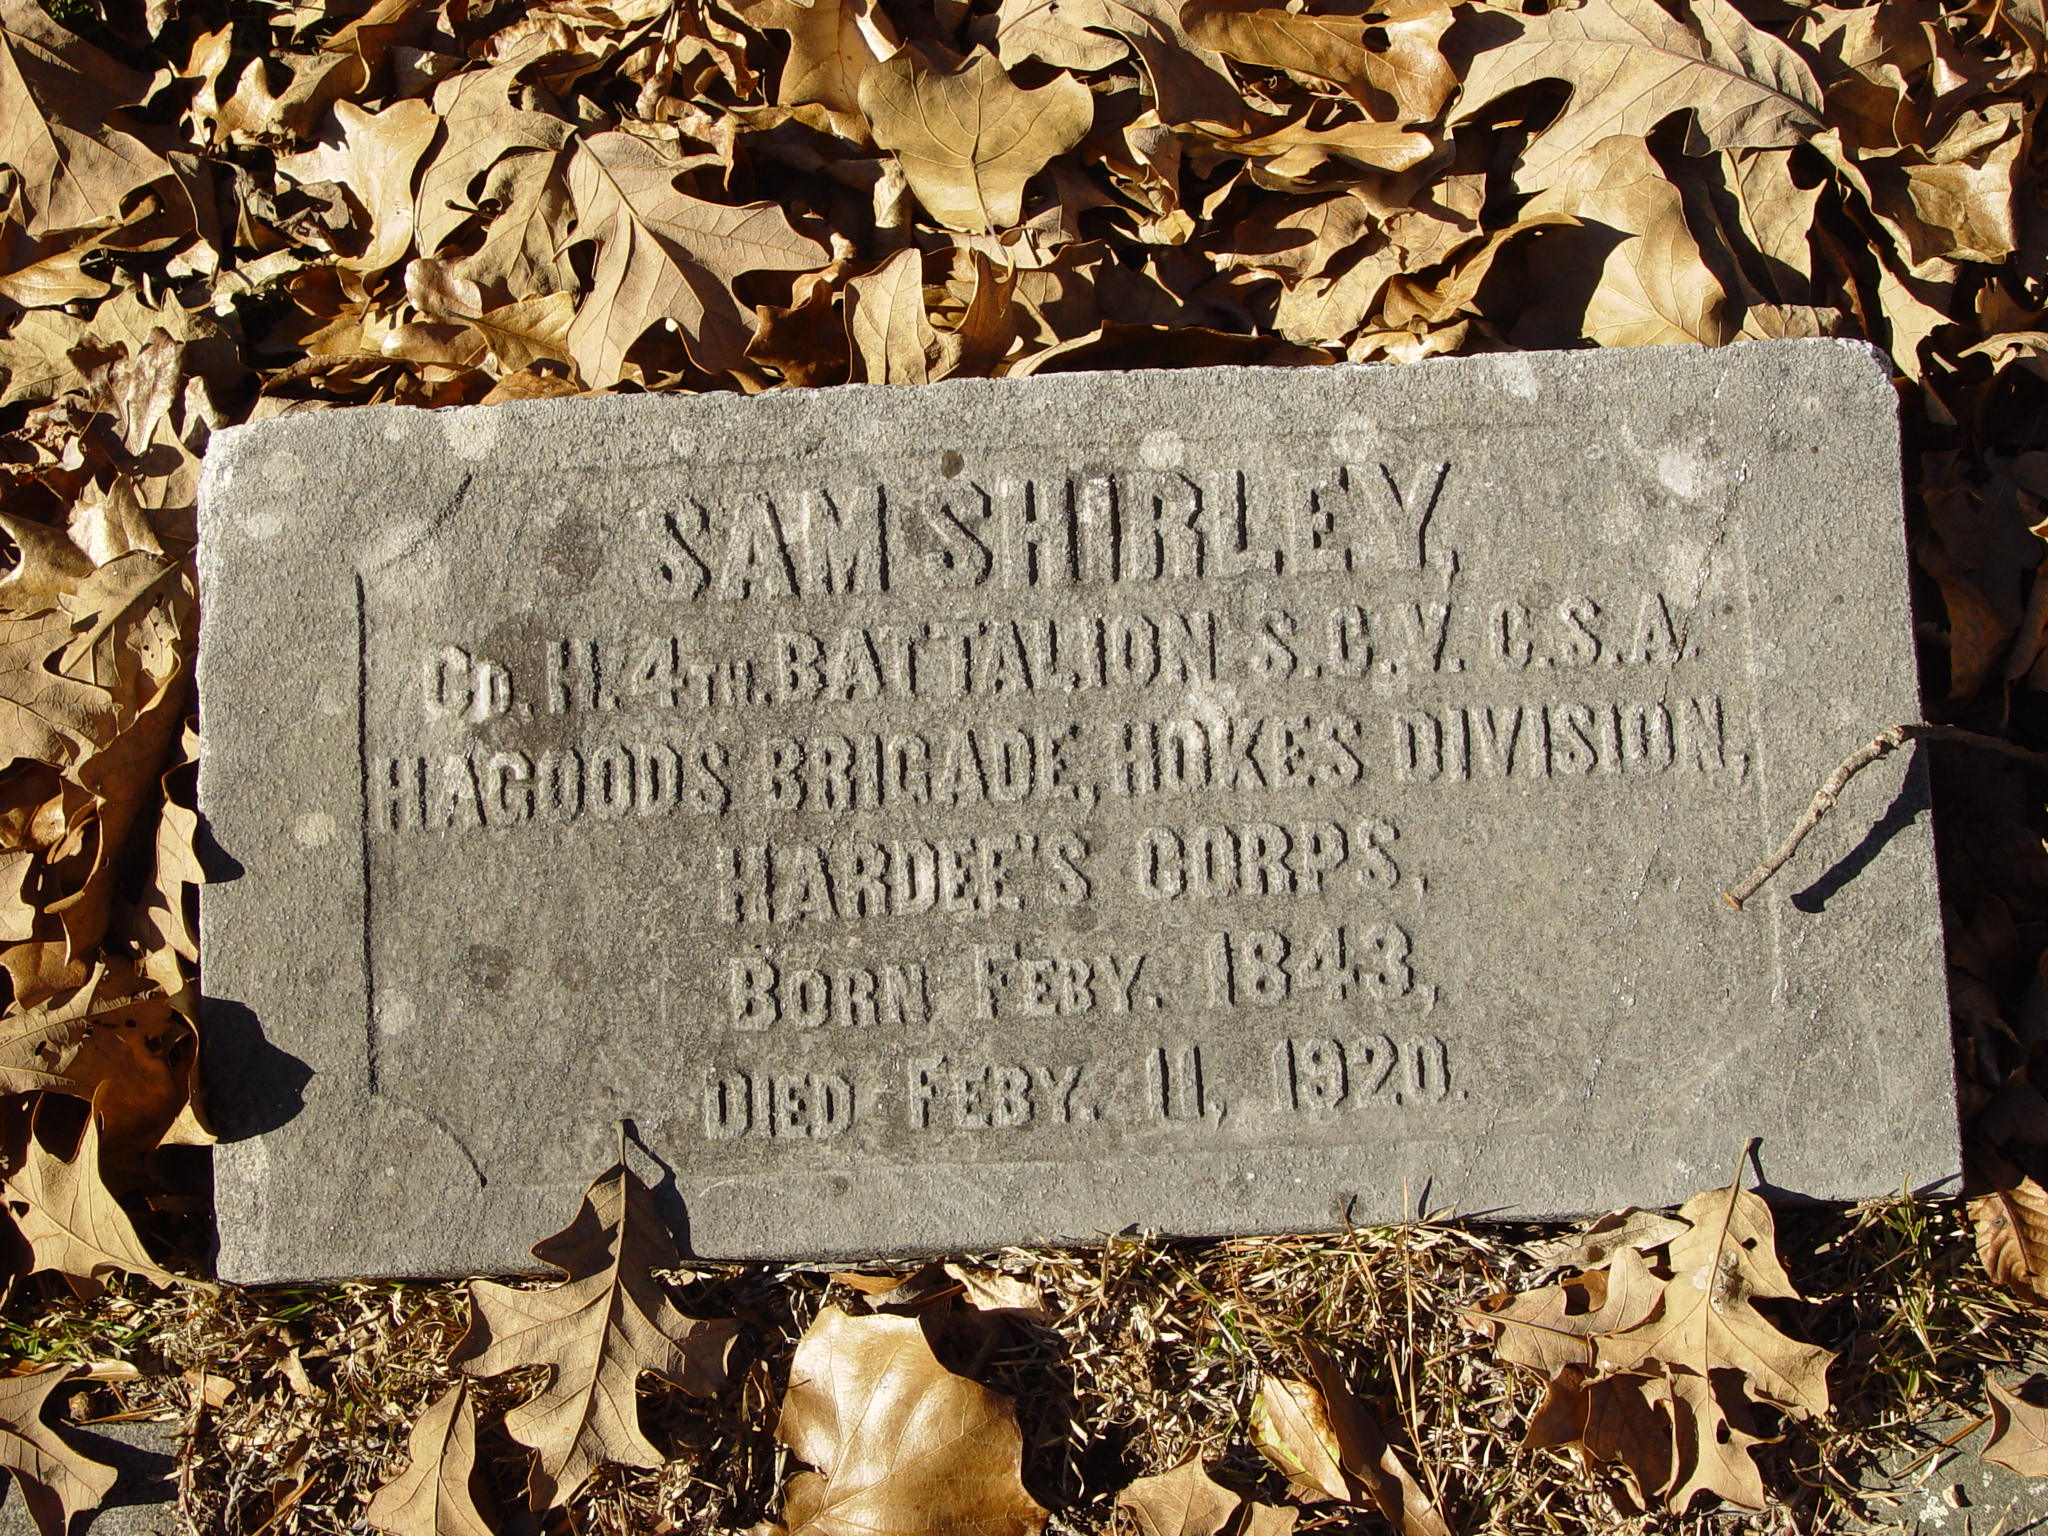 SAM SHIRLEY,
Co. H. 4TH. BATTALION S.C.V. C.S.A.
HAGOODS BRIGADE, HOKES DIVISION,
HARDEE'S CORPS,
BORN FEBY. 1843,
DIED FEBY. 11, 1920.